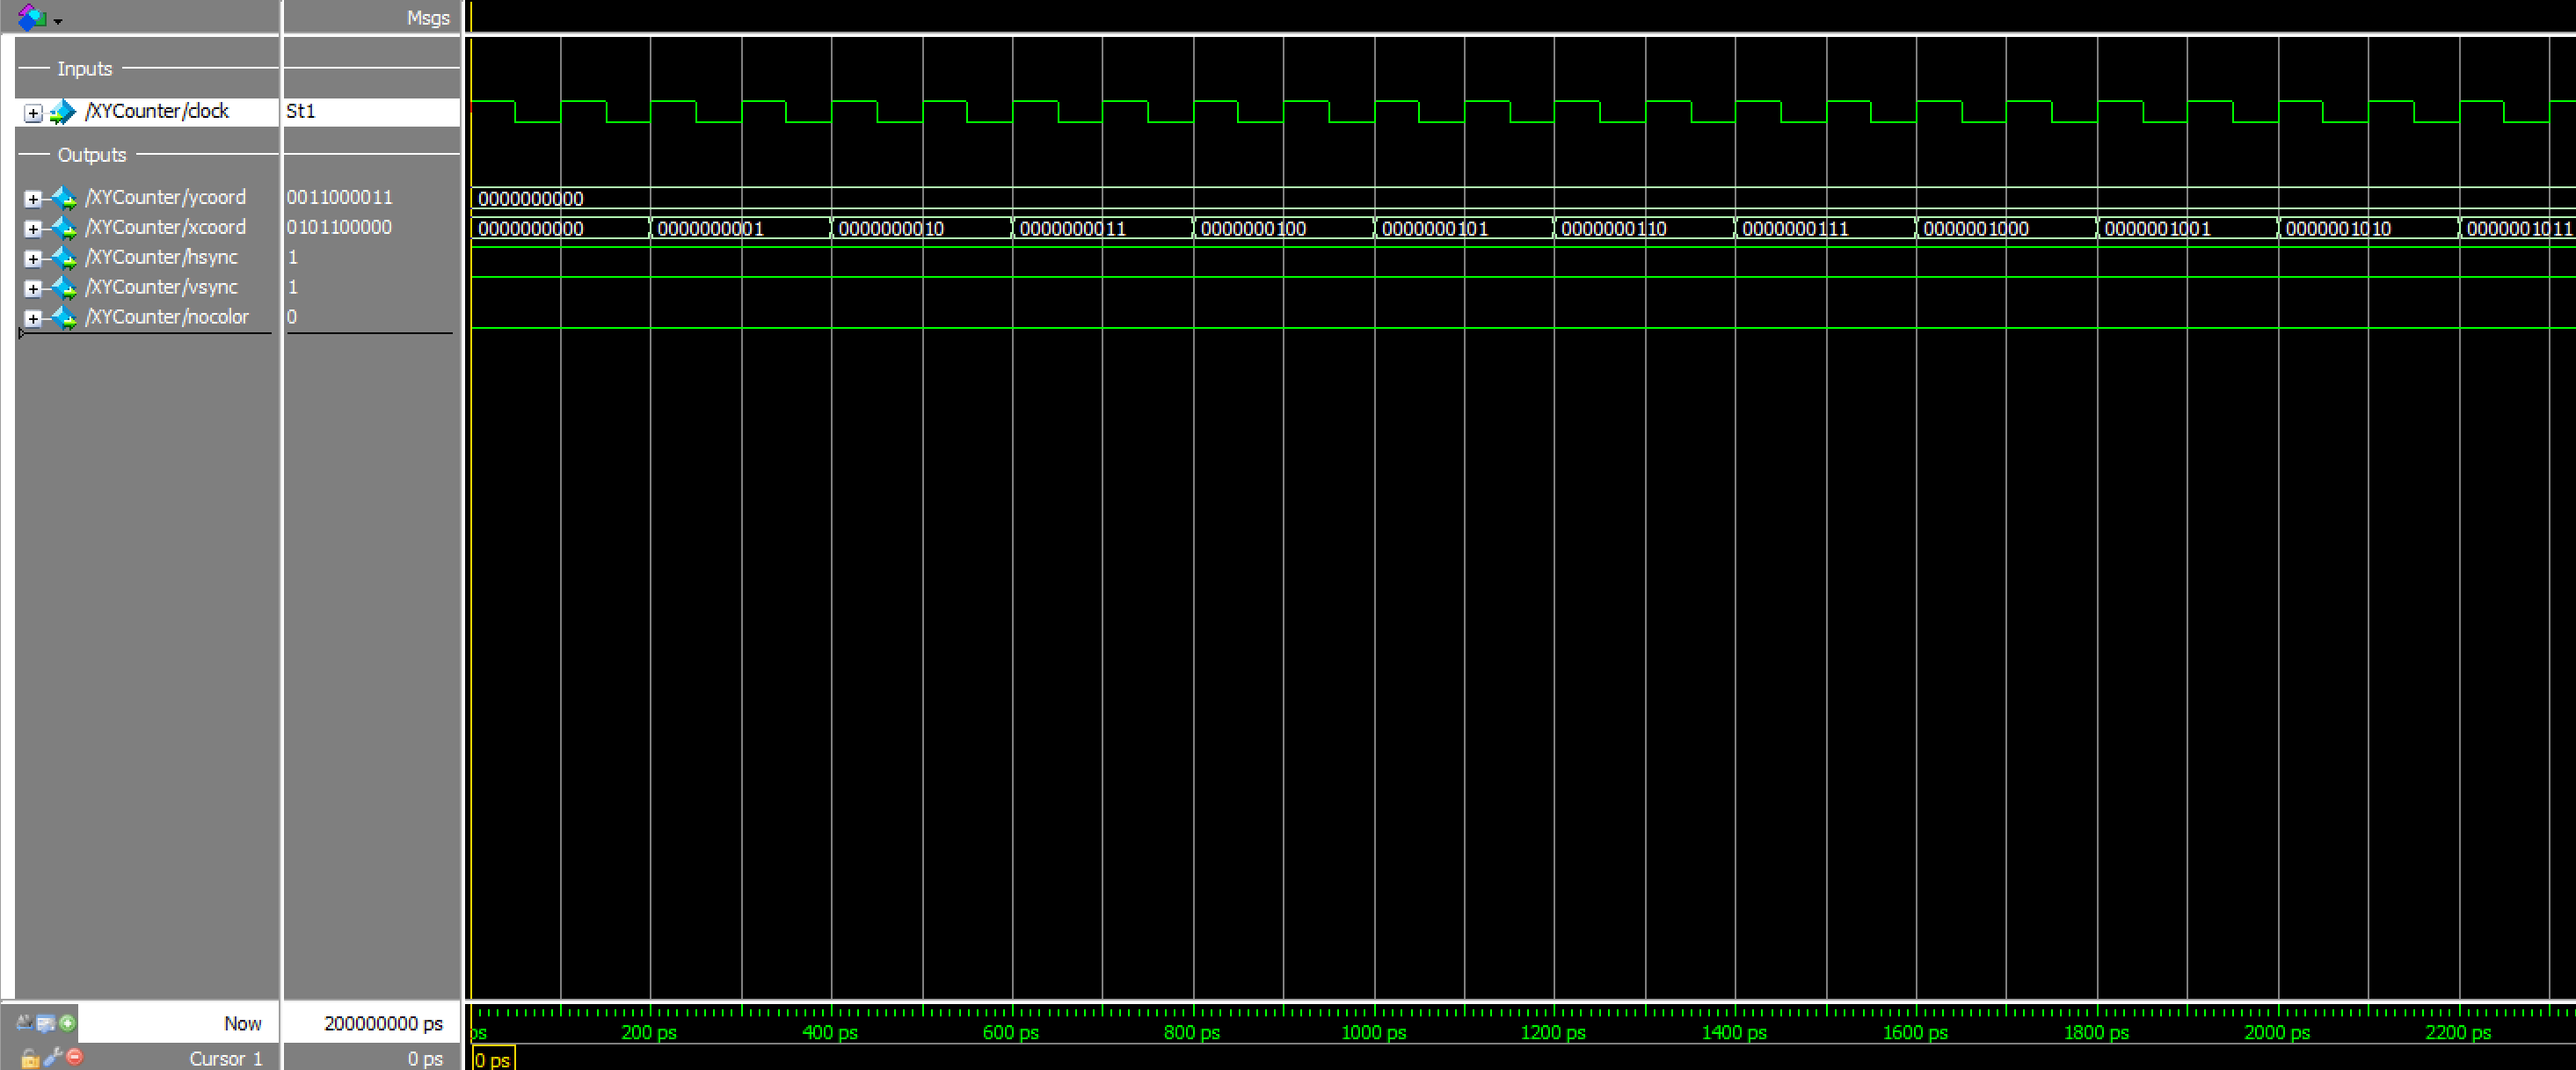 Msgs
Inputs
/XYCounter/clock St1
Outputs
/XYCounter/ycoord 0011000011 0000000000
/XYCounter/xcoord 0101100000 0000000000 0000000001 0000000010 0000000011 0000000100 0000000101 0000000110 0000000111 0000001000 0000001001 0000001010 0000001011
/XYCounter/hsync 1
/XYCounter/vsync 1
/XYCounter/nocolor 0
Now 200000000 ps ps 200 ps 400 ps 600 ps 800 ps 1000 ps 1200 ps 1400 ps 1600 ps 1800 ps 2000 ps 2200 ps
Cursor 1 0 ps 0 ps